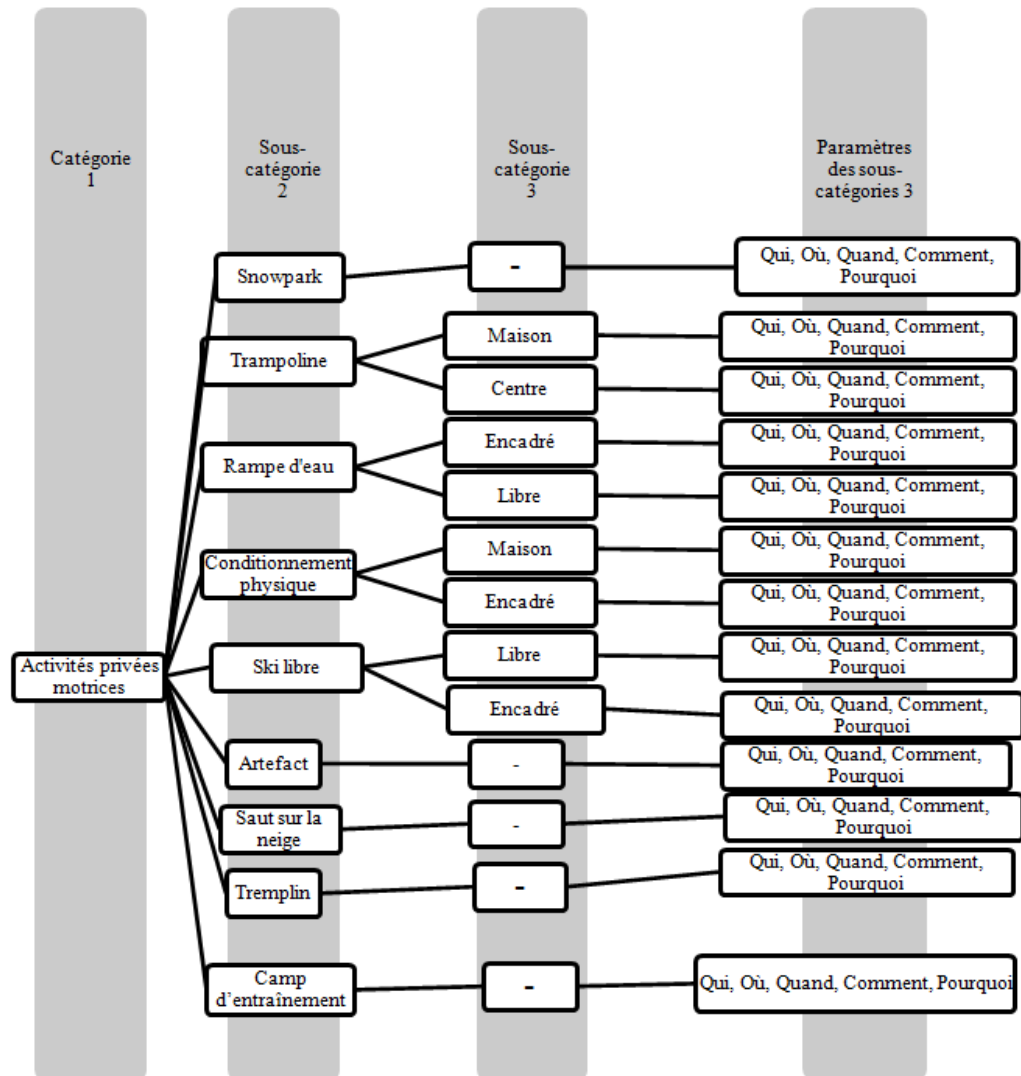 Catégorie
1
Sous-
catégorie
2
Sous-
catégorie
3
Paramètres
des sous-
catégories 3
Activités privées
motrices
Snowpark
-
Qui, Où, Quand, Comment,
Pourquoi
Trampoline
Maison
Qui, Où, Quand, Comment,
Pourquoi
Centre
Qui, Où, Quand, Comment,
Pourquoi
Rampe d'eau
Encadré
Qui, Où, Quand, Comment,
Pourquoi
Libre
Qui, Où, Quand, Comment,
Pourquoi
Conditionnement
physique
Maison
Qui, Où, Quand, Comment,
Pourquoi
Encadré
Qui, Où, Quand, Comment,
Pourquoi
Ski libre
Libre
Qui, Où, Quand, Comment,
Pourquoi
Encadré
Qui, Où, Quand, Comment,
Pourquoi
Artefact
-
Qui, Où, Quand, Comment,
Pourquoi
Saut sur la
neige
-
Qui, Où, Quand, Comment,
Pourquoi
Tremplin
-
Qui, Où, Quand, Comment,
Pourquoi
Camp
d’entraînement
-
Qui, Où, Quand, Comment, Pourquoi